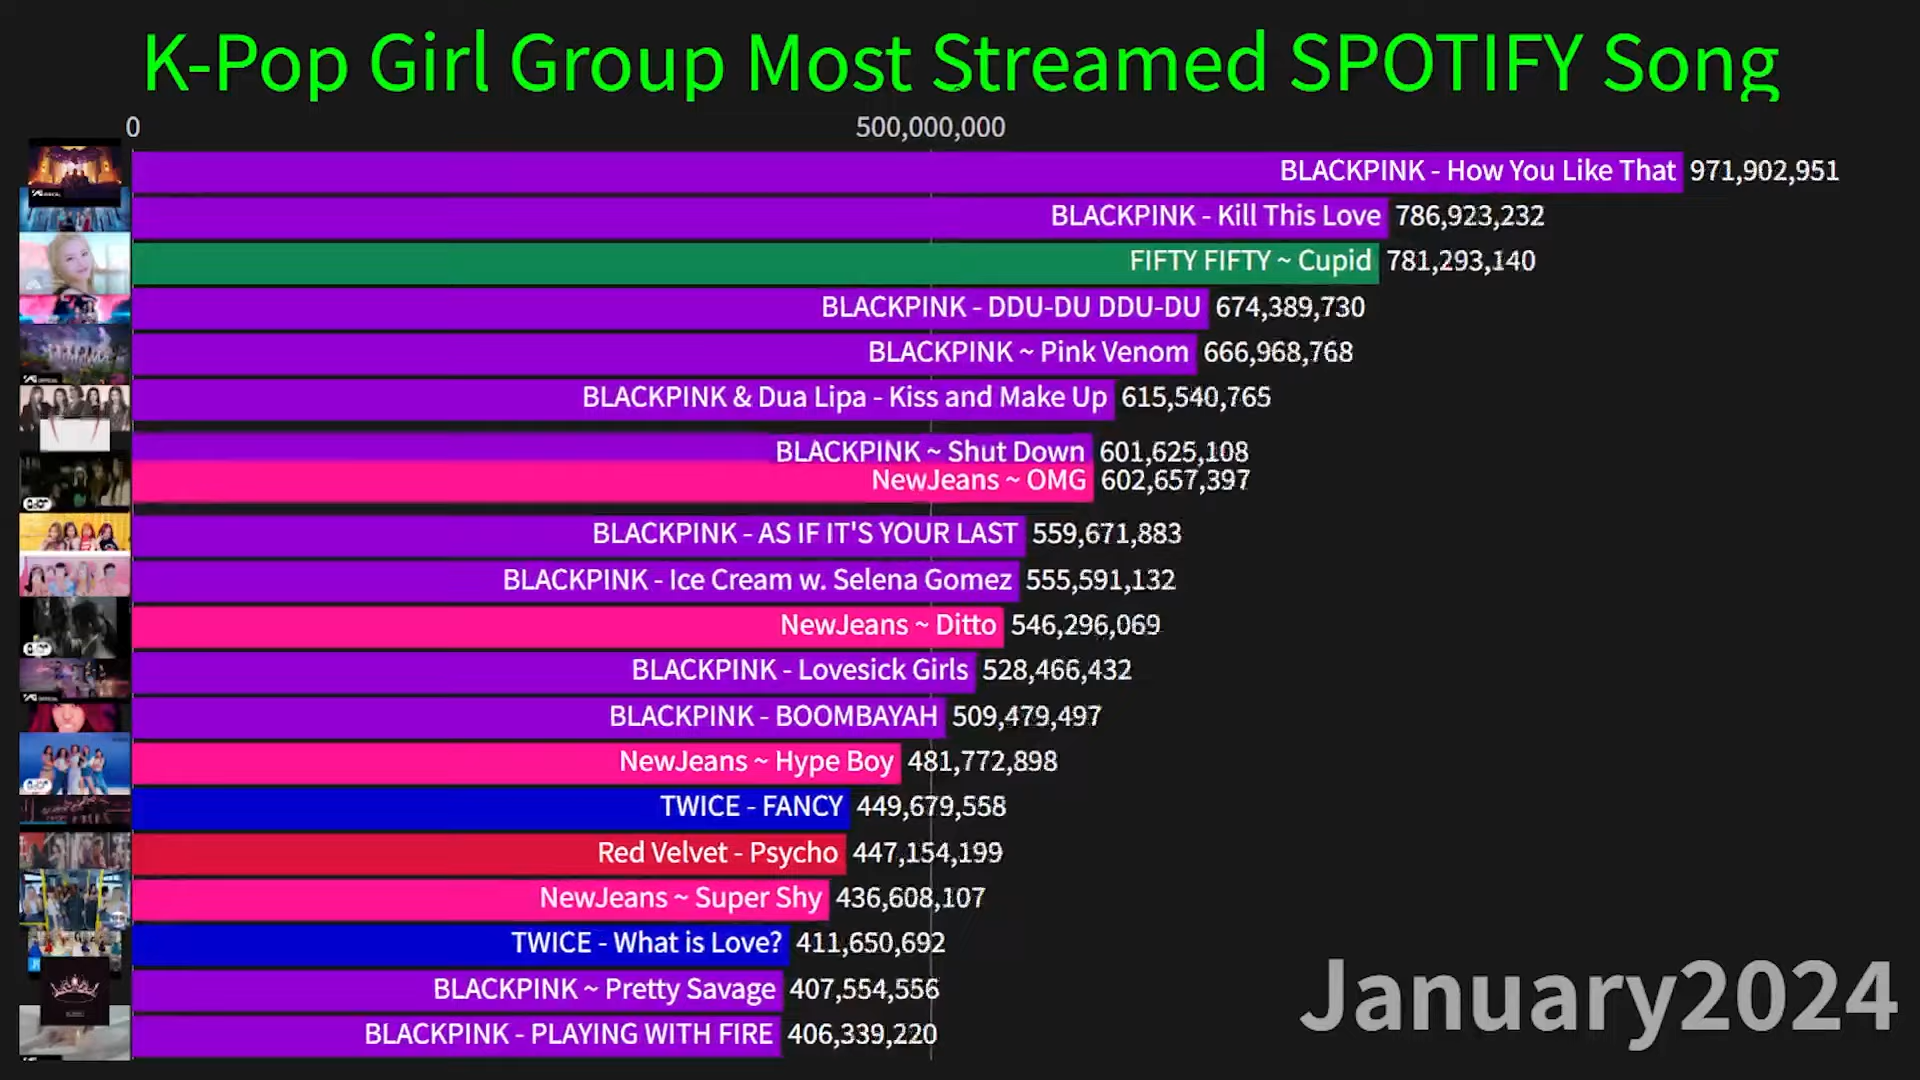 K-Pop Girl Group Most Streamed SPOTIFY Song
0 500,000,000
BLACKPINK - How You Like That 971,902,951
BLACKPINK - Kill This Love 786,923,232
FIFTY FIFTY ~ Cupid 781,293,140
BLACKPINK - DDU-DU DDU-DU 674,389,730
BLACKPINK ~ Pink Venom 666,968,768
BLACKPINK & Dua Lipa - Kiss and Make Up 615,540,765
BLACKPINK ~ Shut Down 601,625,108
NewJeans ~ OMG 602,657,397
BLACKPINK - AS IF IT'S YOUR LAST 559,671,883
BLACKPINK - Ice Cream w. Selena Gomez 555,591,132
NewJeans ~ Ditto 546,296,069
BLACKPINK - Lovesick Girls 528,466,432
BLACKPINK - BOOMBAYAH 509,479,497
NewJeans ~ Hype Boy 481,772,898
TWICE - FANCY 449,679,558
Red Velvet - Psycho 447,154,199
NewJeans ~ Super Shy 436,608,107
TWICE - What is Love? 411,650,692
BLACKPINK ~ Pretty Savage 407,554,556
BLACKPINK - PLAYING WITH FIRE 406,339,220
January2024